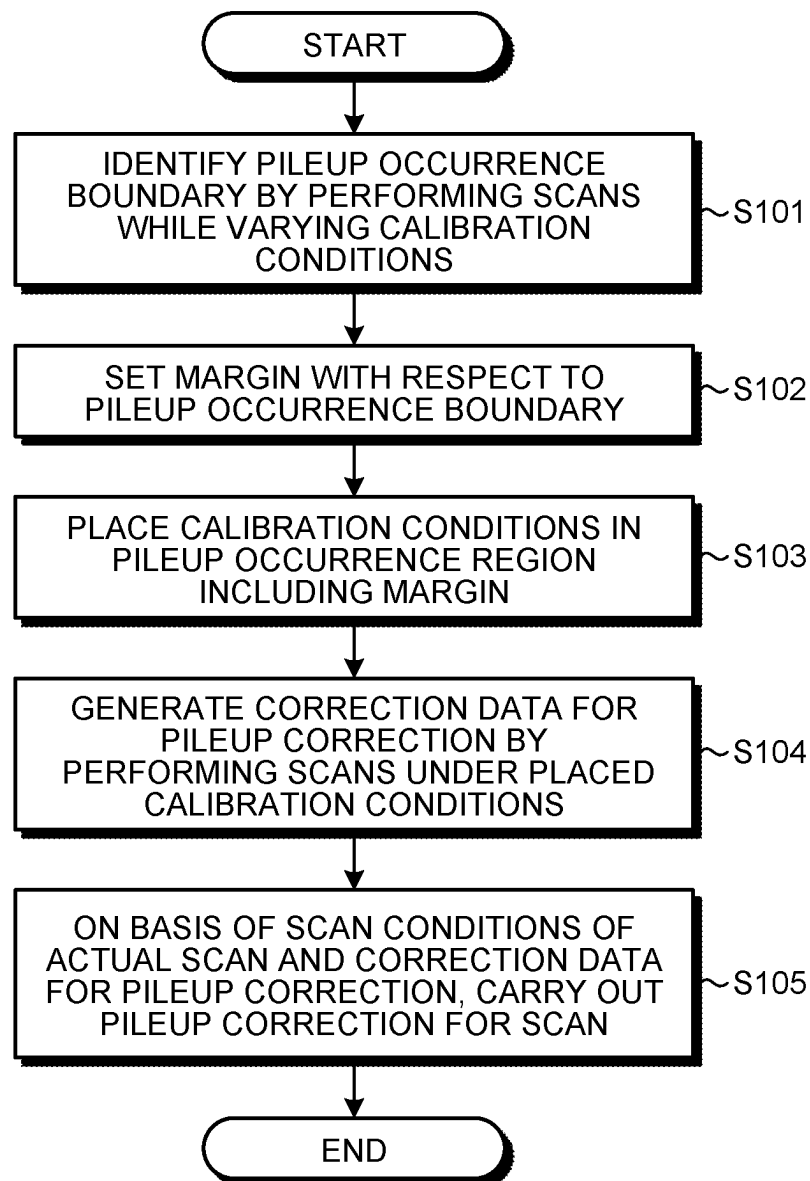 START
IDENTIFY PILEUP OCCURRENCE
BOUNDARY BY PERFORMING SCANS
WHILE VARYING CALIBRATION
CONDITIONS
~S101
SET MARGIN WITH RESPECT TO
PILEUP OCCURRENCE BOUNDARY
~S102
PLACE CALIBRATION CONDITIONS IN
PILEUP OCCURRENCE REGION
INCLUDING MARGIN
~S103
GENERATE CORRECTION DATA FOR
PILEUP CORRECTION BY
PERFORMING SCANS UNDER PLACED
CALIBRATION CONDITIONS
~S104
ON BASIS OF SCAN CONDITIONS OF
ACTUAL SCAN AND CORRECTION DATA
FOR PILEUP CORRECTION, CARRY OUT
PILEUP CORRECTION FOR SCAN
~S105
END